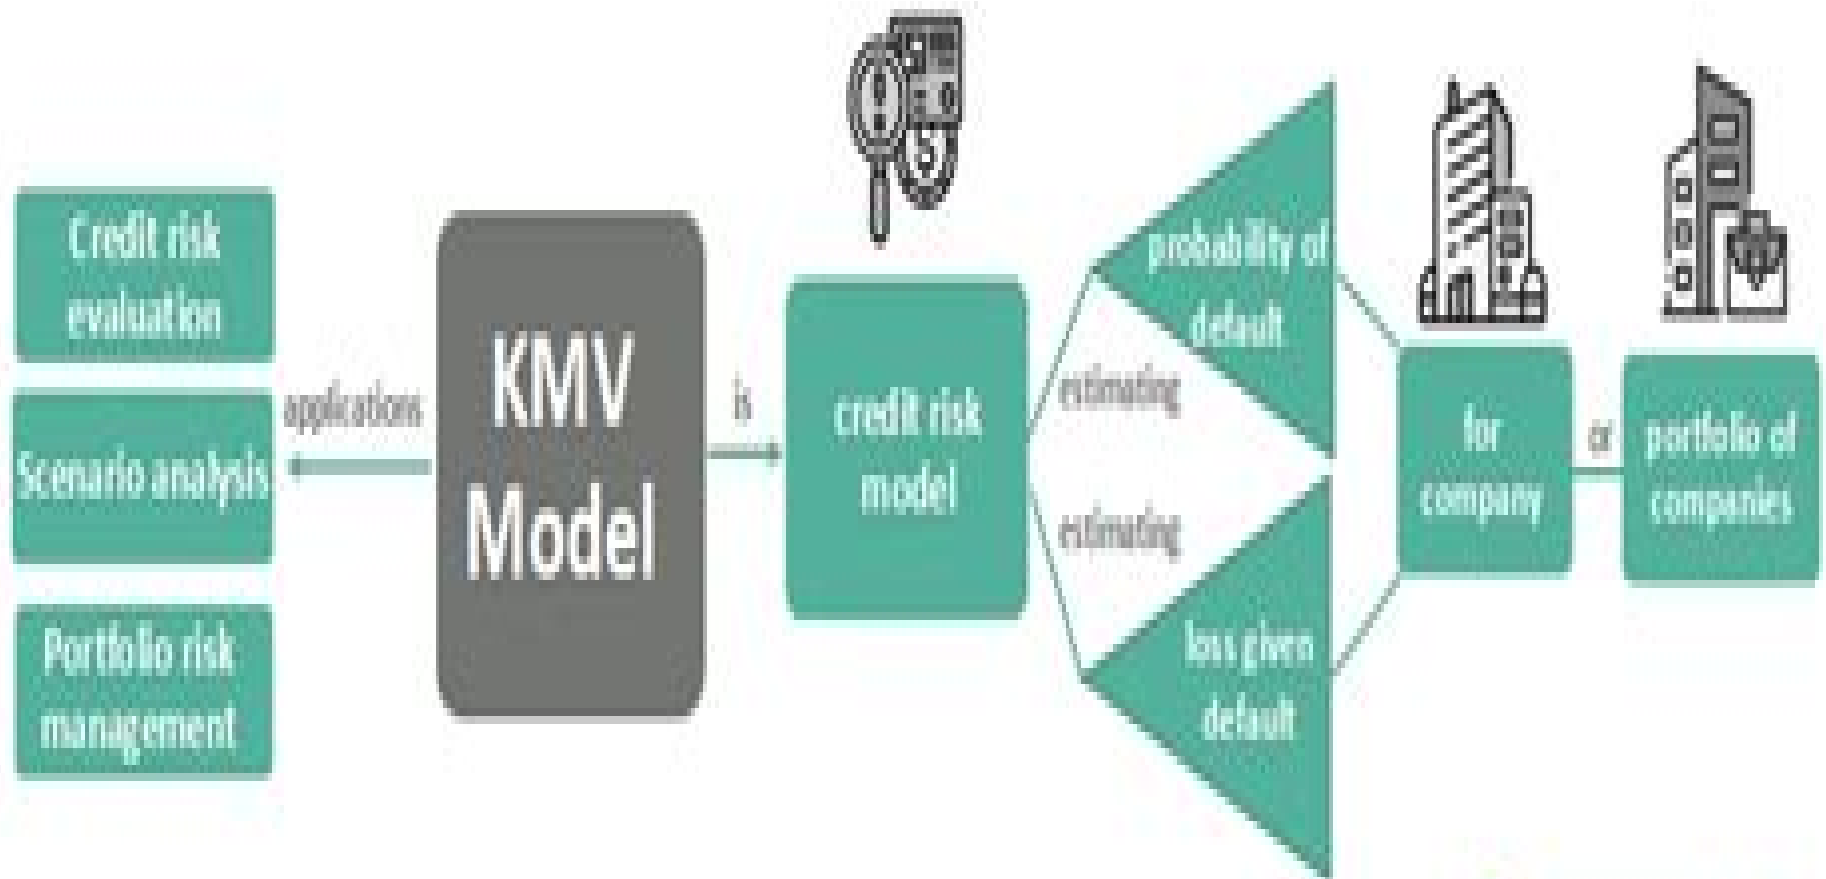 Credit risk
evaluation
Scenario analysis
Portfolio risk
management
applications
KMV
Model
is
credit risk
model
estimating
estimating
probability of
default
loss given
default
for
company
or
portfolio of
companies